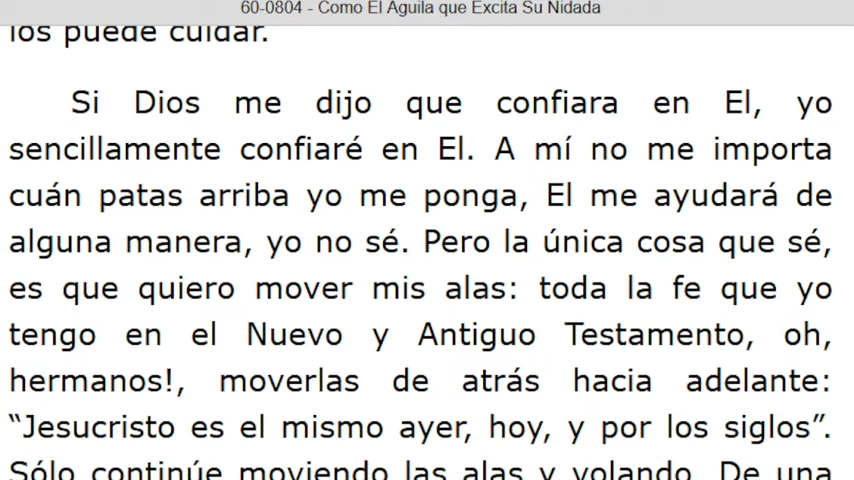 60-0804 - Como El Aguila que Excita Su Nidada
los puede cuidar.
Si Dios me dijo que confiara en El, yo
sencillamente confiaré en El. A mí no me importa
cuán patas arriba yo me ponga, El me ayudará de
alguna manera, yo no sé. Pero la única cosa que sé,
es que quiero mover mis alas: toda la fe que yo
tengo en el Nuevo y Antiguo Testamento, oh,
hermanos!, moverlas de atrás hacia adelante:
“Jesucristo es el mismo ayer, hoy, y por los siglos”.
Sólo continúe moviendo las alas y volando. De una